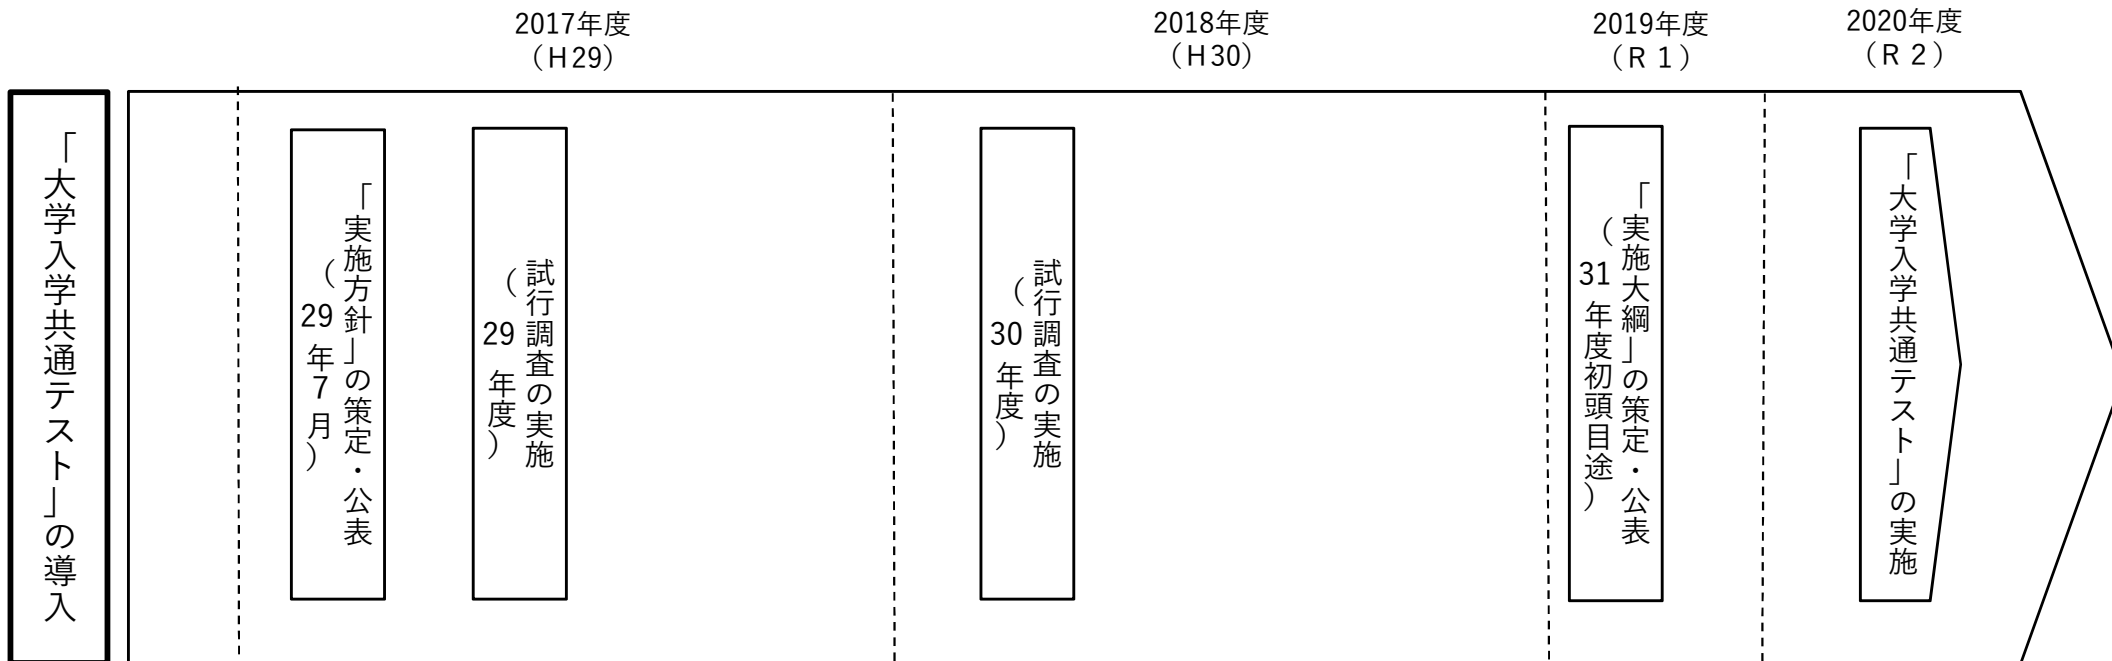 2017年度
（H29）
2018年度
（H30）
2019年度
（R１）
2020年度
（R２）
「大学入学共通テスト」の導入
「実施方針」の策定・公表
（29年７月）
試行調査の実施
（29年度）
試行調査の実施
（30年度）
「実施大綱」の策定・公表
（31年度初頭目途）
「大学入学共通テスト」の実施